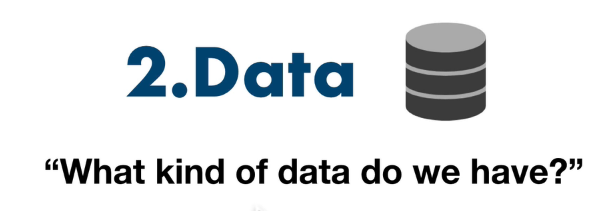 2.Data
“What kind of data do we have?”